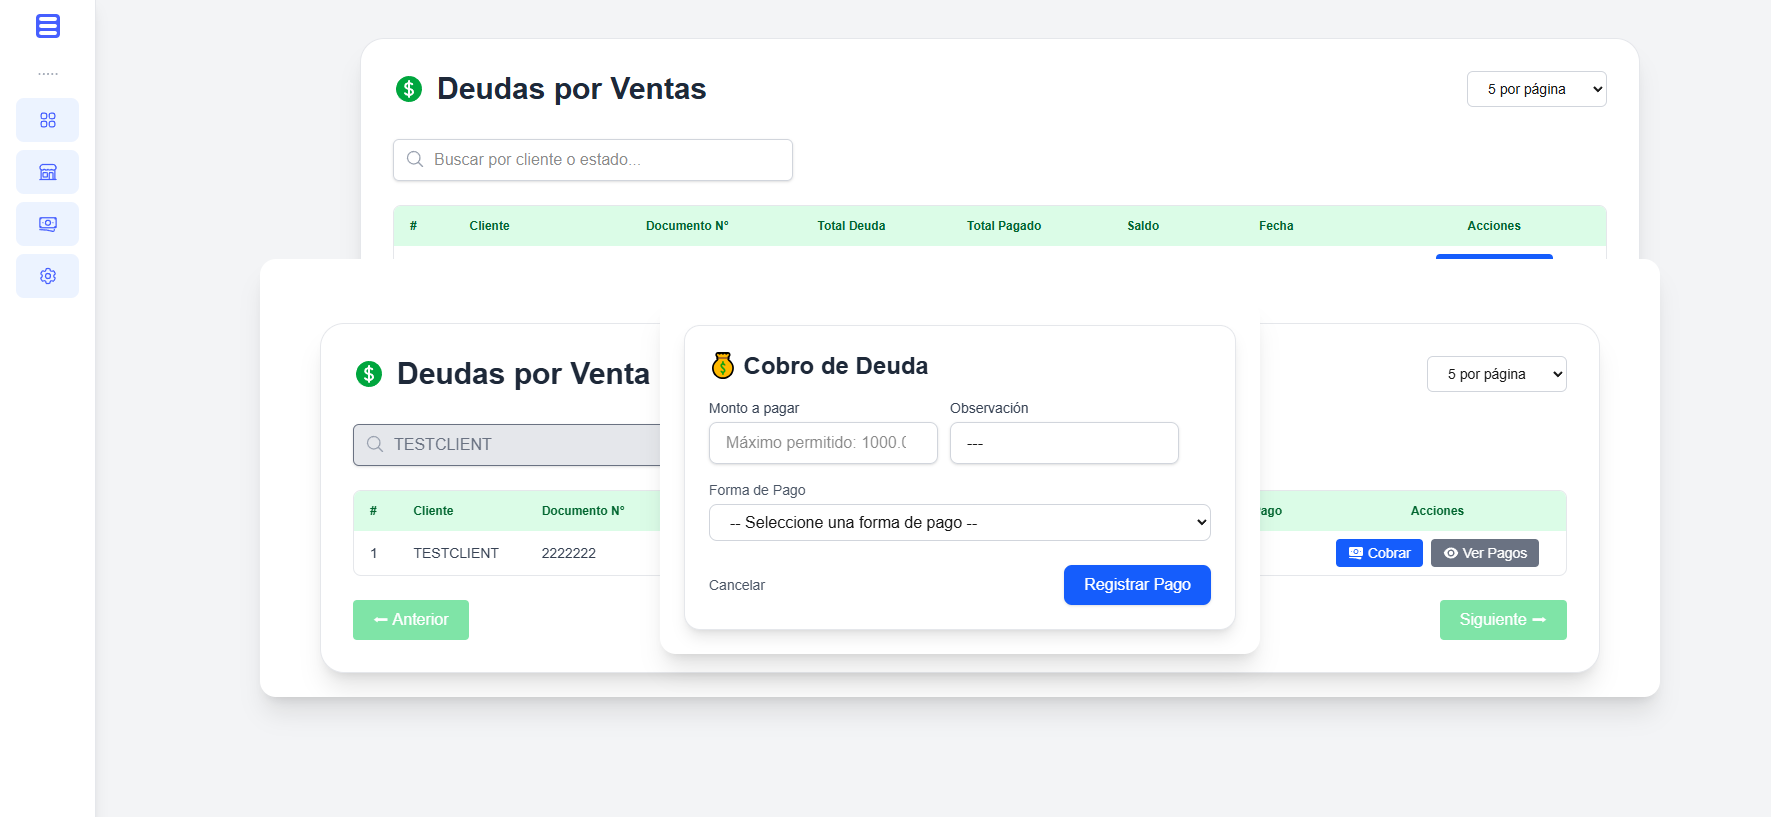 .....
Deudas por Ventas
5 por página
Buscar por cliente o estado...
# Cliente Documento N° Total Deuda Total Pagado Saldo Fecha Acciones
Deudas por Venta
5 por página
TESTCLIENT
# Cliente Documento N° ago Acciones
1 TESTCLIENT 2222222 Cobrar Ver Pagos
Anterior
Siguiente
Cobro de Deuda
Monto a pagar Observación
Máximo permitido: 1000.0 ---
Forma de Pago
-- Seleccione una forma de pago --
Cancelar Registrar Pago